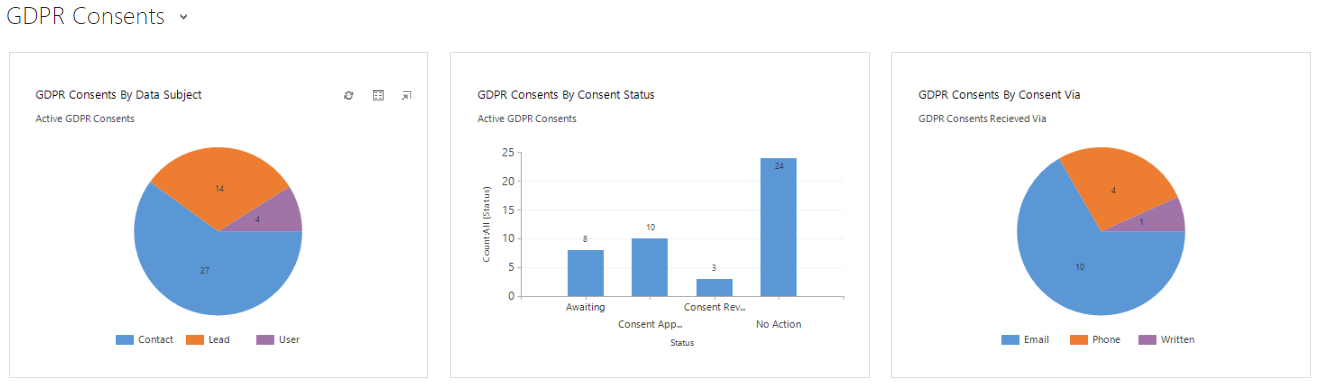 GDPR Consents
GDPR Consents By Data Subject
Active GDPR Consents
14
4
27
Contact Lead User
GDPR Consents By Consent Status
Active GDPR Consents
Count:All (Status)
25
20
15
10
5
0
8
10
3
24
Awaiting
Consent App...
Consent Rev...
No Action
Status
GDPR Consents By Consent Via
GDPR Consents Recieved Via
4
1
10
Email Phone Written